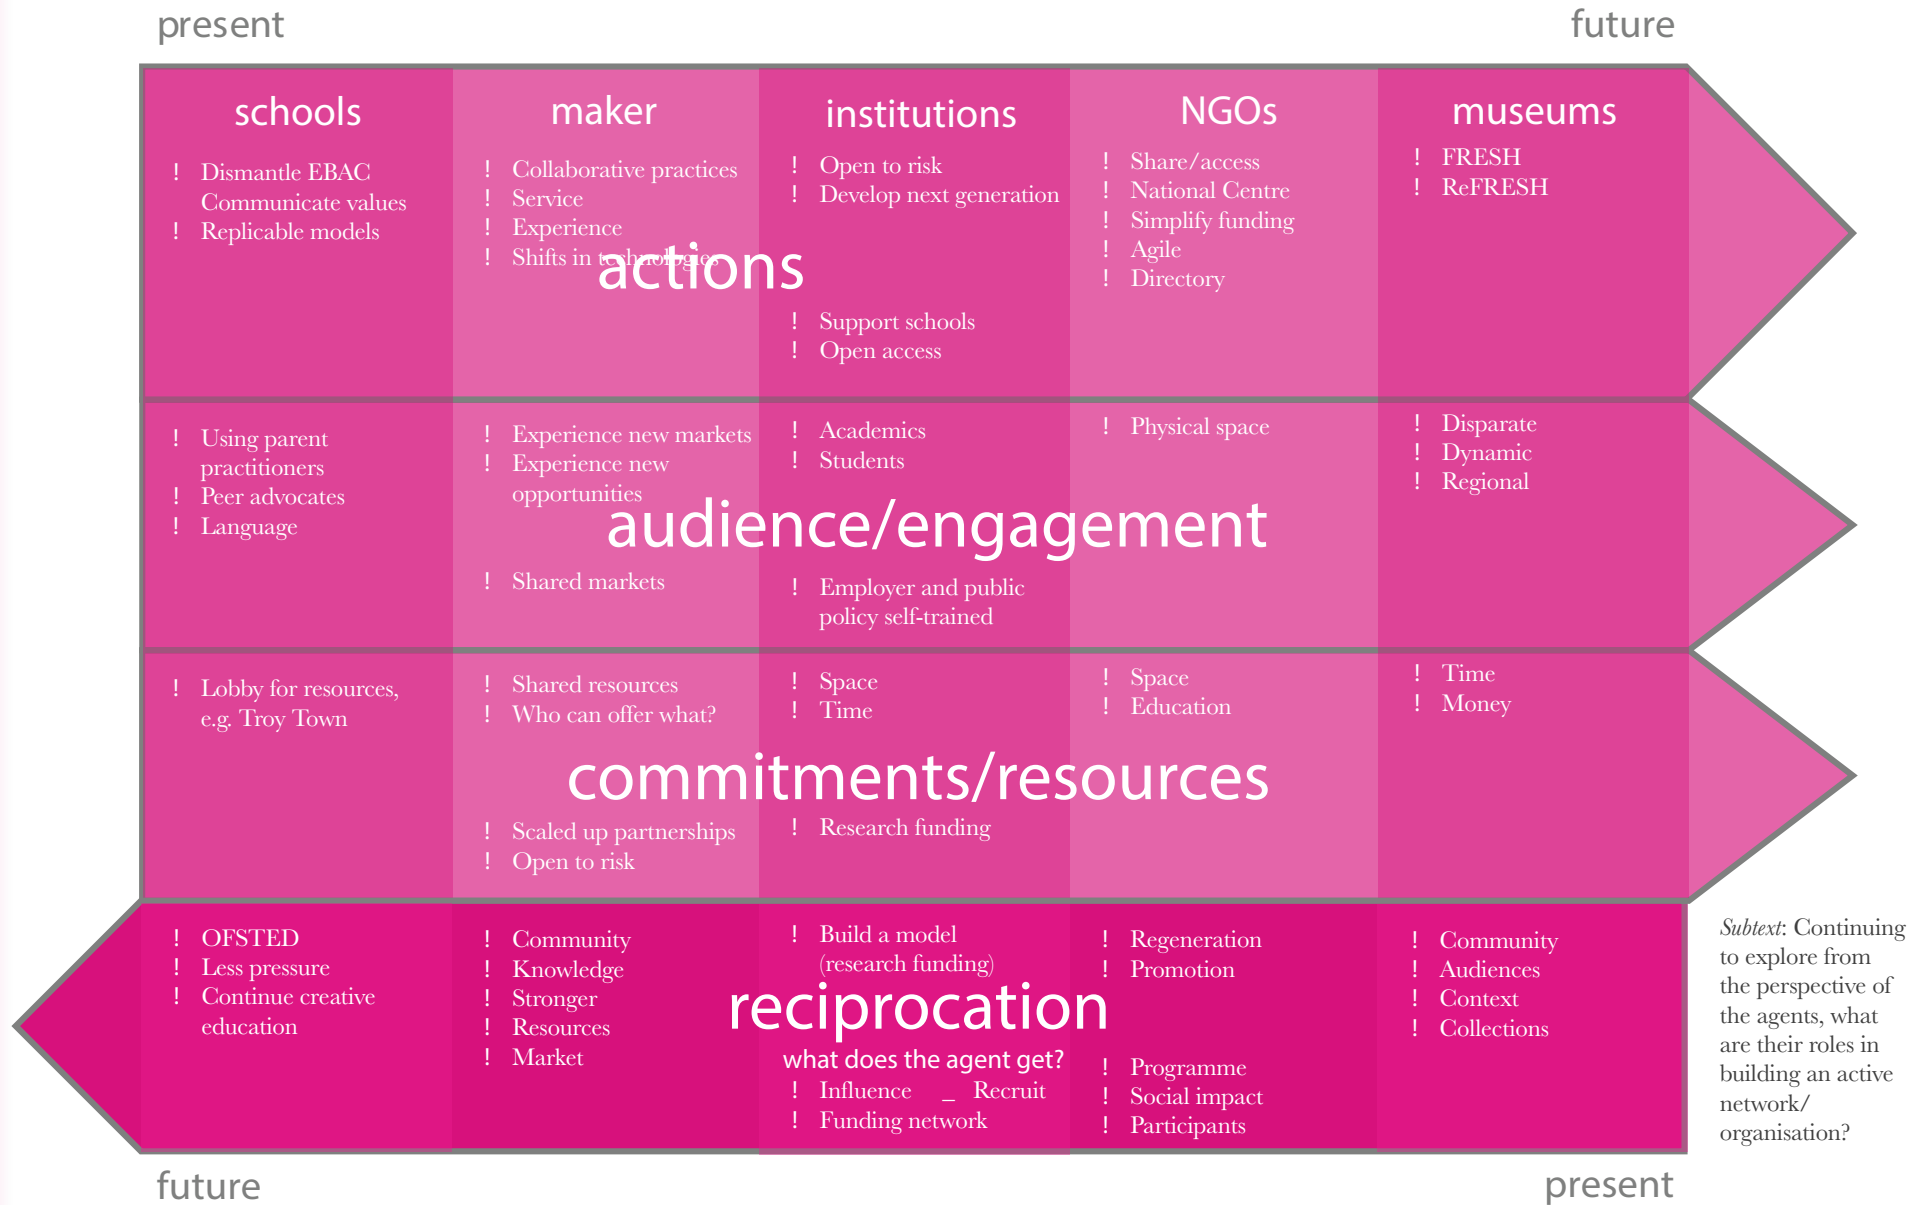 present
future
schools
! Dismantle EBAC
Communicate values
! Replicable models
maker
! Collaborative practices
! Service
! Experience
! Shifts in technologies
institutions
! Open to risk
! Develop next generation
! Support schools
! Open access
NGOs
! Share/access
! National Centre
! Simplify funding
! Agile
! Directory
museums
! FRESH
! ReFRESH
actions
! Using parent
practitioners
! Peer advocates
! Language
! Experience new markets
! Experience new
opportunities
! Shared markets
! Academics
! Students
! Employer and public
policy self-trained
! Physical space
! Disparate
! Dynamic
! Regional
audience/engagement
! Lobby for resources,
e.g. Troy Town
! Shared resources
! Who can offer what?
! Scaled up partnerships
! Open to risk
! Space
! Time
! Research funding
! Space
! Education
! Time
! Money
commitments/resources
! OFSTED
! Less pressure
! Continue creative
education
! Community
! Knowledge
! Stronger
! Resources
! Market
! Build a model
(research funding)
reciprocation
what does the agent get?
! Influence _ Recruit
! Funding network
! Regeneration
! Promotion
! Programme
! Social impact
! Participants
! Community
! Audiences
! Context
! Collections
Subtext: Continuing
to explore from
the perspective of
the agents, what
are their roles in
building an active
network/
organisation?
future
present